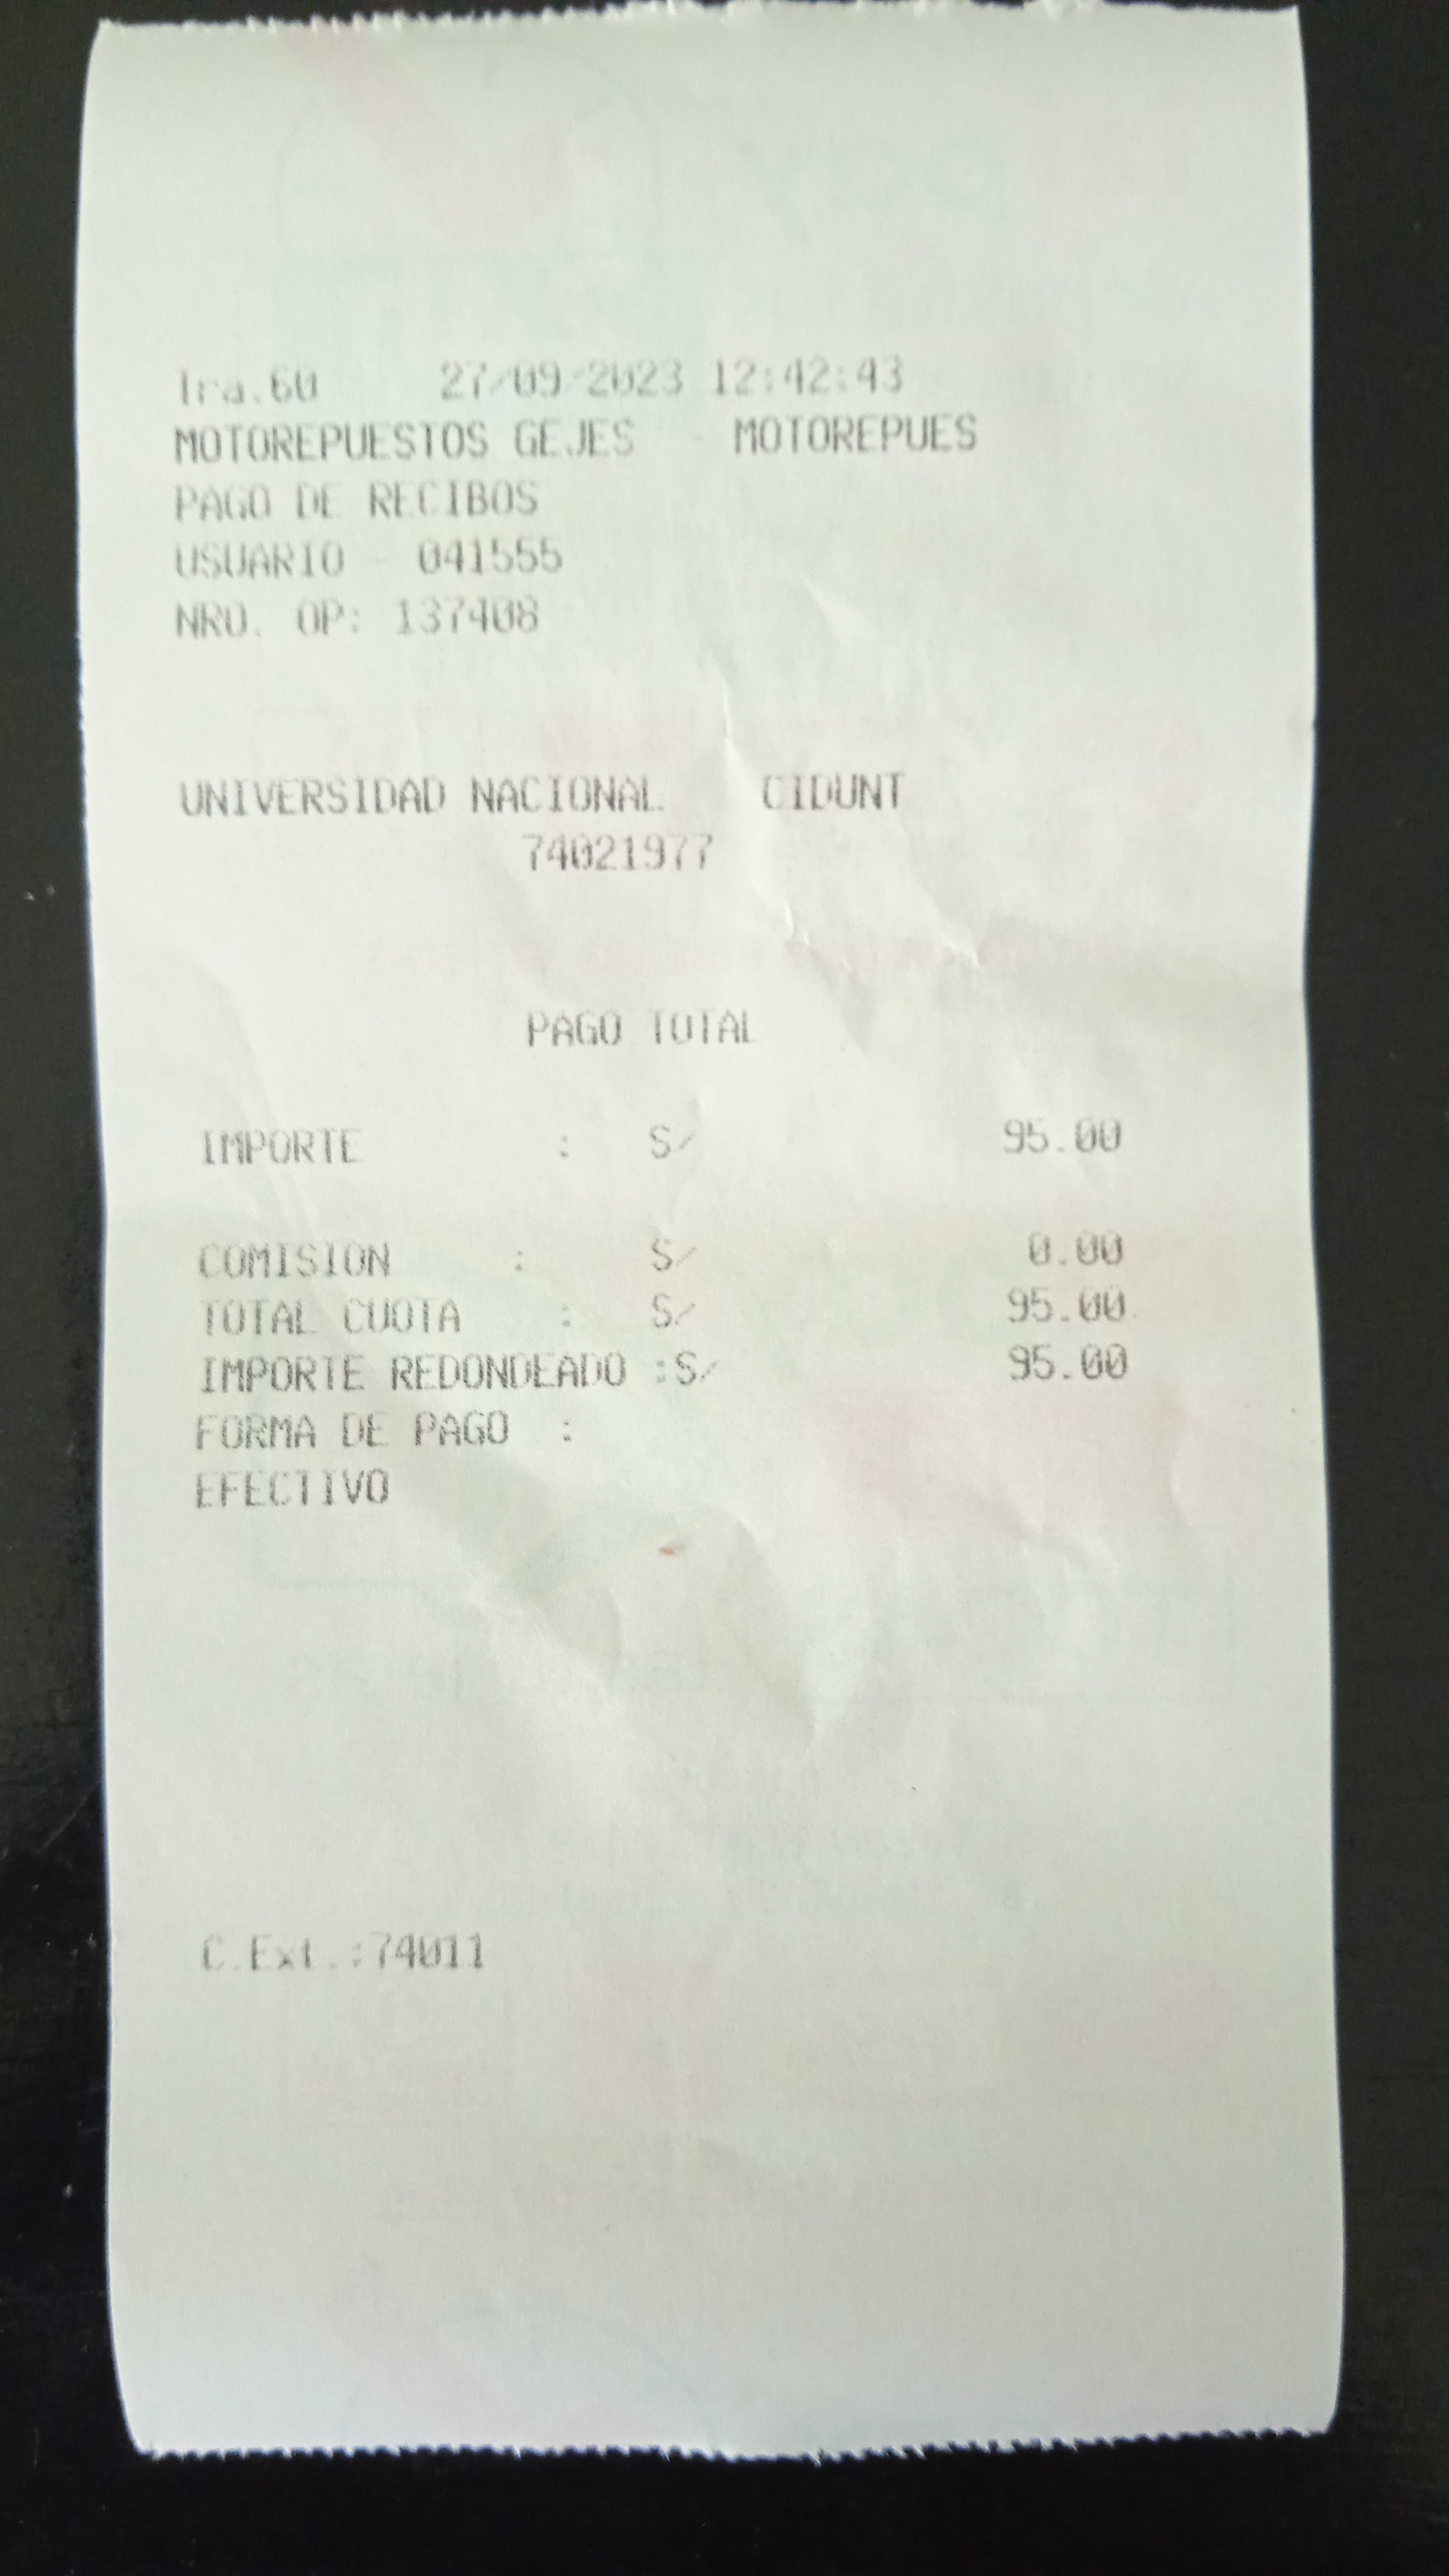 Tra.60 27/09/2023 12:42:43
MOTOREPUESTOS GEJES - MOTOREPUES
PAGO DE RECIBOS
USUARIO - 041555
NRO. OP: 137408
UNIVERSIDAD NACIONAL CIDUNT
74021977
PAGO TOTAL
IMPORTE : S/ 95.00
COMISION : S/ 0.00
TOTAL CUOTA : S/ 95.00
IMPORTE REDONDEADO :S/ 95.00
FORMA DE PAGO :
EFECTIVO
C.Ext.:74011